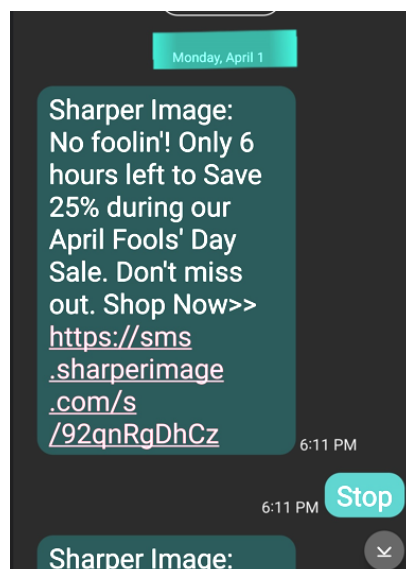 Monday, April 1
Sharper Image:
No foolin'! Only 6
hours left to Save
25% during our
April Fools' Day
Sale. Don't miss
out. Shop Now>>
https://sms
.sharperimage
.com/s
/92qnRgDhCz
6:11 PM
6:11 PM Stop
Sharper Image: